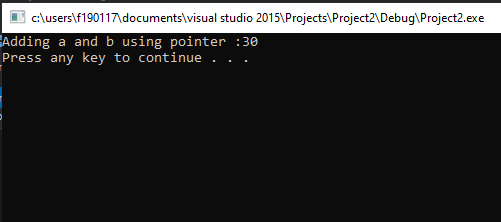 c:\users\f190117\documents\visual studio 2015\Projects\Project2\Debug\Project2.exe
Adding a and b using pointer :30
Press any key to continue . . .